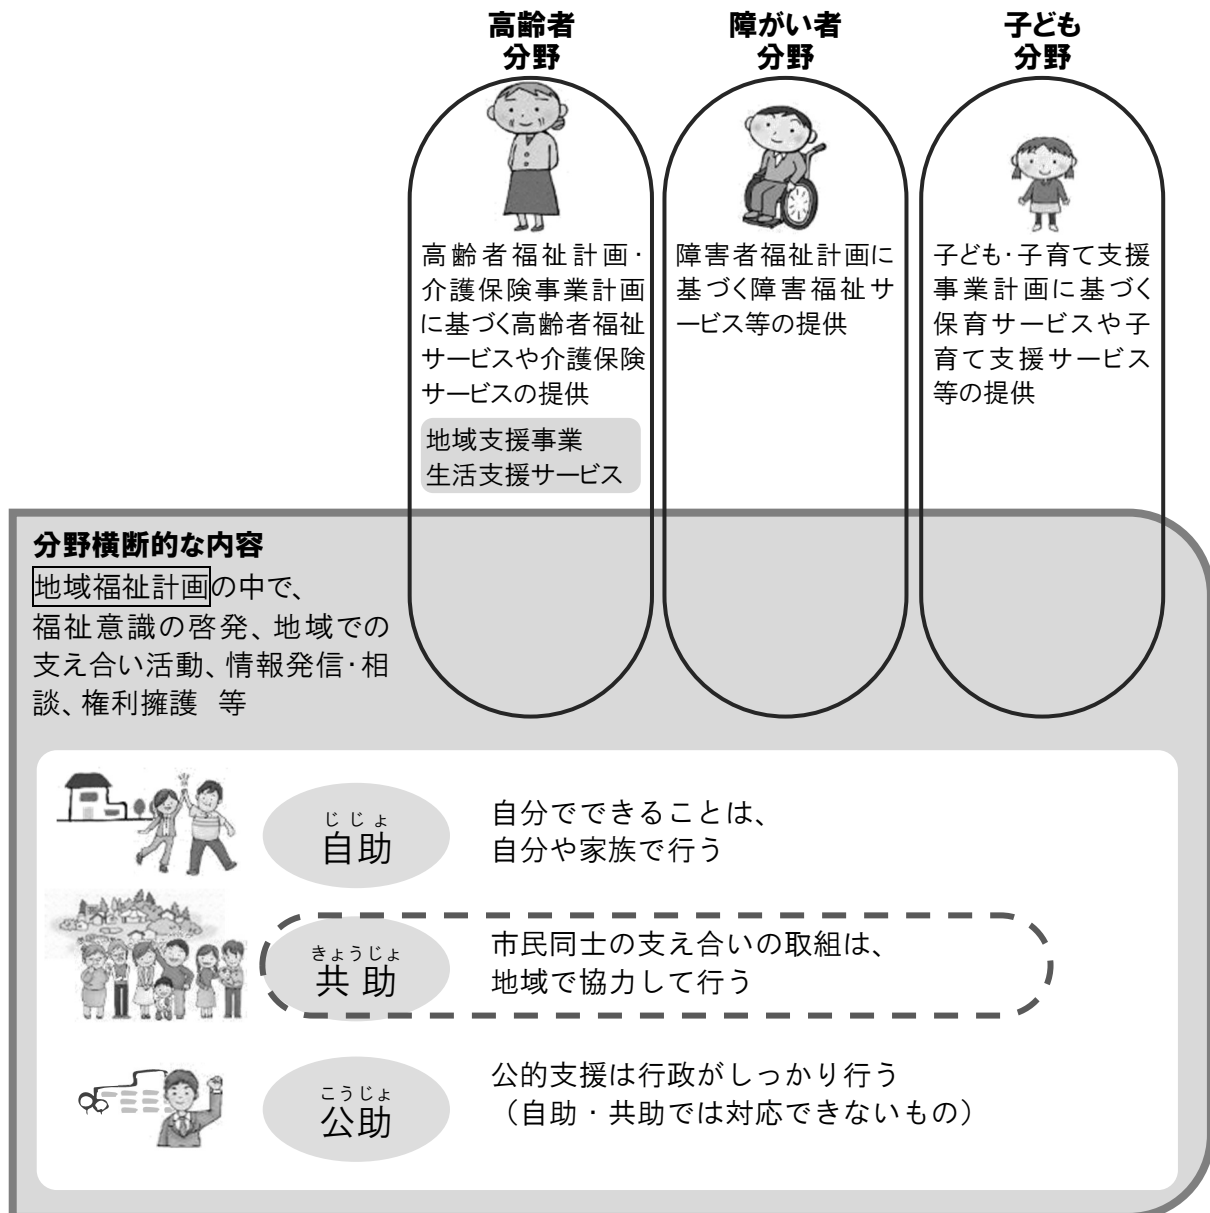 高齢者
分野
障がい者
分野
子ども
分野
高齢者福祉計画・
介護保険事業計画
に基づく高齢者福祉
サービスや介護保険
サービスの提供
地域支援事業
生活支援サービス
障害者福祉計画に
基づく障害福祉サ
ービス等の提供
子ども・子育て支援
事業計画に基づく
保育サービスや子
育て支援サービス
等の提供
分野横断的な内容
地域福祉計画の中で、
福祉意識の啓発、地域での
支え合い活動、情報発信・相
談、権利擁護　等
じじょ
自助
自分でできることは、
自分や家族で行う
きょうじょ
共助
市民同士の支え合いの取組は、
地域で協力して行う
こうじょ
公助
公的支援は行政がしっかり行う
（自助・共助では対応できないもの）